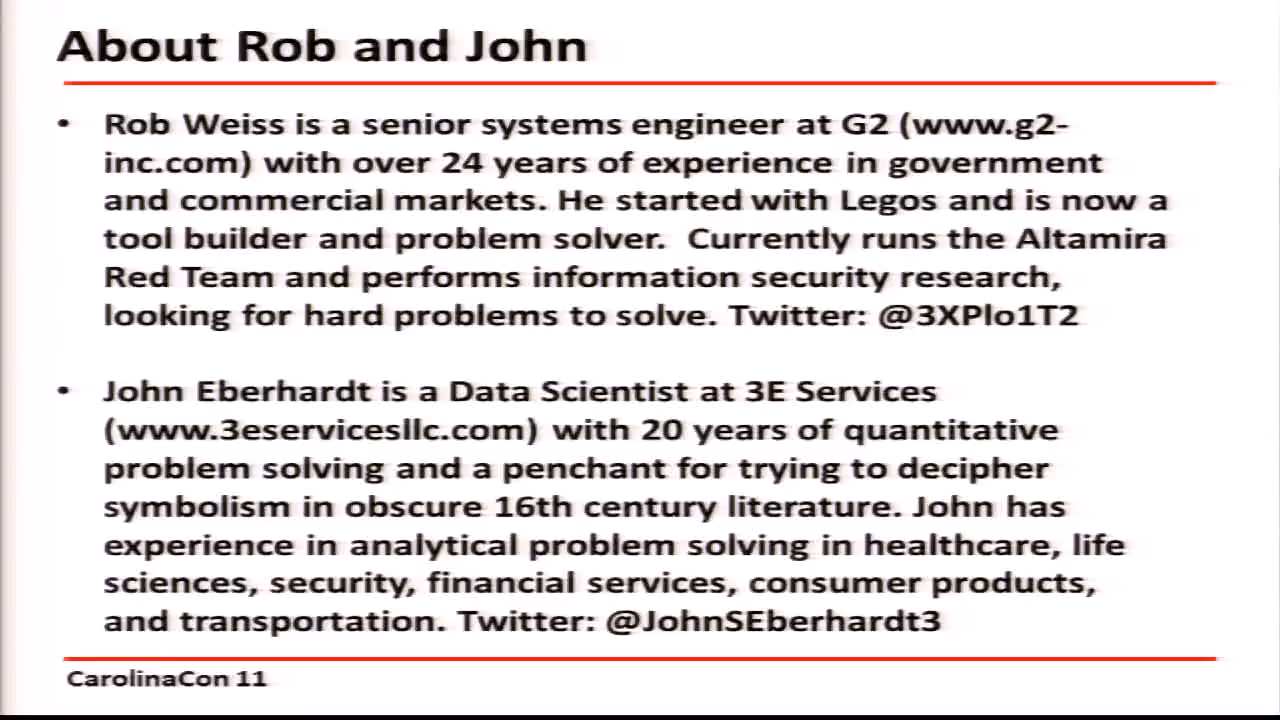 About Rob and John
• Rob Weiss is a senior systems engineer at G2 (www.g2-
inc.com) with over 24 years of experience in government
and commercial markets. He started with Legos and is now a
tool builder and problem solver.  Currently runs the Altamira
Red Team and performs information security research,
looking for hard problems to solve. Twitter: @3XPlo1T2
• John Eberhardt is a Data Scientist at 3E Services
(www.3eservicesllc.com) with 20 years of quantitative
problem solving and a penchant for trying to decipher
symbolism in obscure 16th century literature. John has
experience in analytical problem solving in healthcare, life
sciences, security, financial services, consumer products,
and transportation. Twitter: @JohnSEberhardt3
CarolinaCon 11